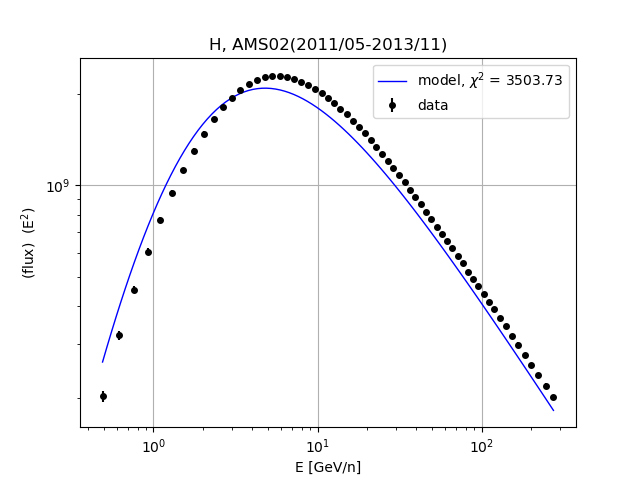 H, AMS02(2011/05-2013/11)
model, χ² = 3503.73
data
10⁹
(flux) (E²)
10⁰ 10¹ 10²
E [GeV/n]